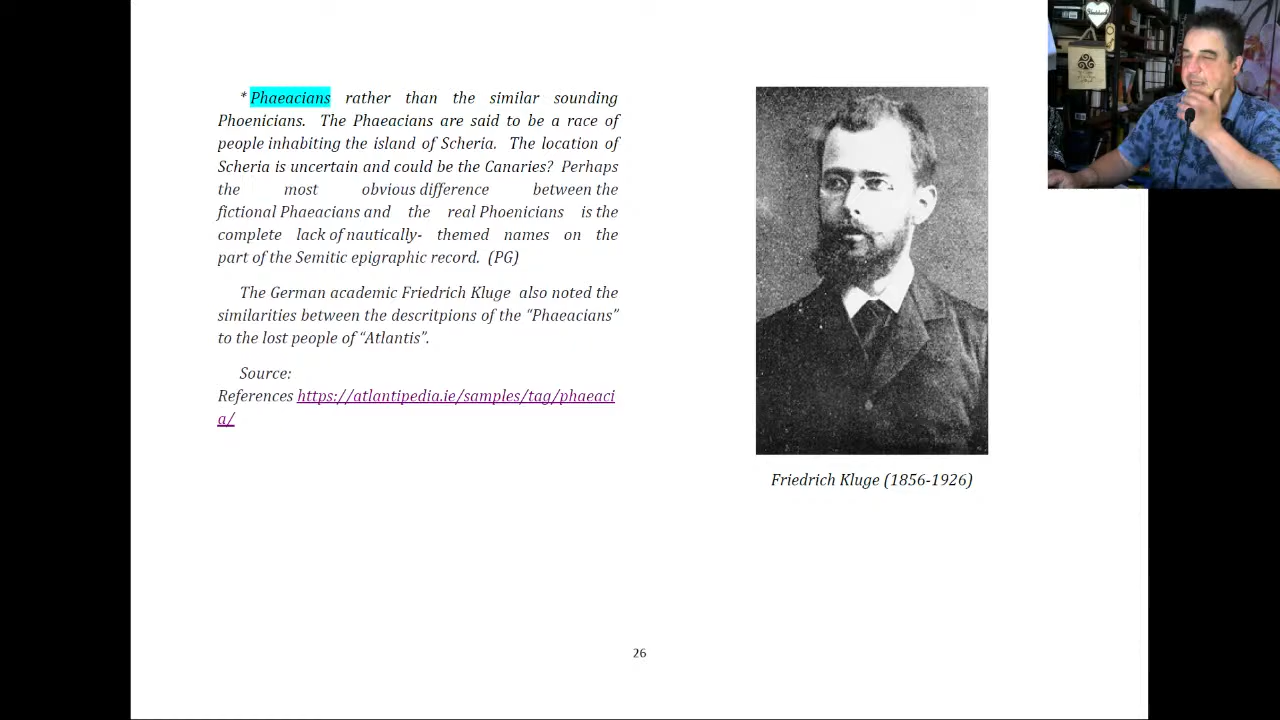 * Phaeacians rather than the similar sounding
Phoenicians. The Phaeacians are said to be a race of
people inhabiting the island of Scheria. The location of
Scheria is uncertain and could be the Canaries? Perhaps
the most obvious difference between the
fictional Phaeacians and the real Phoenicians is the
complete lack of nautically- themed names on the
part of the Semitic epigraphic record. (PG)
The German academic Friedrich Kluge also noted the
similarities between the descritpions of the “Phaeacians”
to the lost people of “Atlantis”.
Source:
References https://atlantipedia.ie/samples/tag/phaeaci
a/
Friedrich Kluge (1856-1926)
26